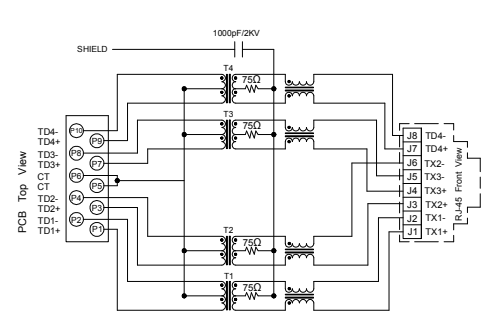 1000pF/2KV
SHIELD
T4
75Ω
T3
75Ω
T2
75Ω
T1
75Ω
PCB Top View
TD4- P10
TD4+ P9
TD3- P8
TD3+ P7
CT P6
CT P5
TD2- P4
TD2+ P3
TD1- P2
TD1+ P1
J8 TD4-
J7 TD4+
J6 TX2-
J5 TX3-
J4 TX3+
J3 TX2+
J2 TX1-
J1 TX1+
RJ-45 Front View